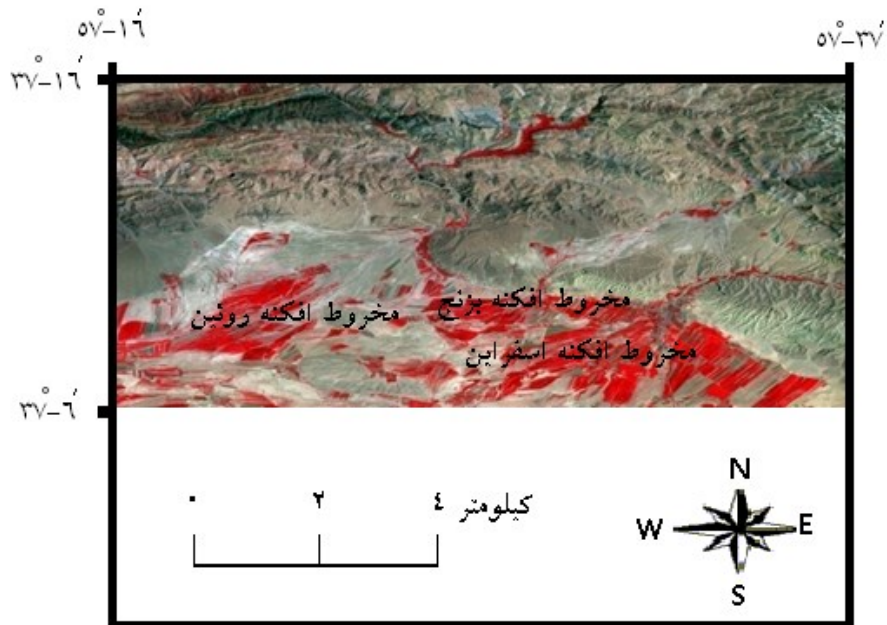 ۵۷°-۱۶′
۵۷°-۳۷′
۳۷°-۱۶′
مخروط افکنه بزنج
مخروط افکنه روئین
مخروط افکنه اسفراین
۳۷°-۶′
۰ ۲ ٤ کیلومتر
N
W E
S